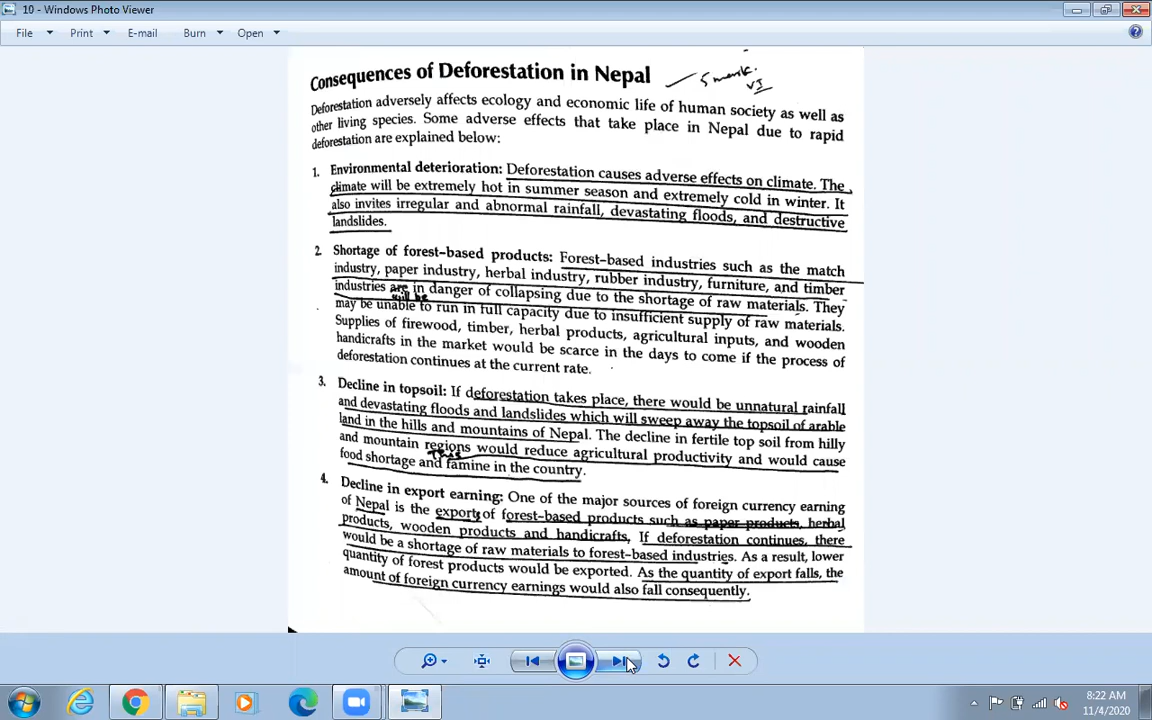 10 - Windows Photo Viewer
File Print E-mail Burn Open
Consequences of Deforestation in Nepal
5 mark.
VI
Deforestation adversely affects ecology and economic life of human society as well as
other living species. Some adverse effects that take place in Nepal due to rapid
deforestation are explained below:
1. Environmental deterioration: Deforestation causes adverse effects on climate. The
climate will be extremely hot in summer season and extremely cold in winter. It
also invites irregular and abnormal rainfall, devastating floods, and destructive
landslides.
2. Shortage of forest-based products: Forest-based industries such as the match
industry, paper industry, herbal industry, rubber industry, furniture, and timber
industries are in danger of collapsing due to the shortage of raw materials. They
will be
may be unable to run in full capacity due to insufficient supply of raw materials.
Supplies of firewood, timber, herbal products, agricultural inputs, and wooden
handicrafts in the market would be scarce in the days to come if the process of
deforestation continues at the current rate.
3. Decline in topsoil: If deforestation takes place, there would be unnatural rainfall
and devastating floods and landslides which will sweep away the topsoil of arable
land in the hills and mountains of Nepal. The decline in fertile top soil from hilly
and mountain regions would reduce agricultural productivity and would cause
food shortage and famine in the country.
4. Decline in export earning: One of the major sources of foreign currency earning
of Nepal is the exports of forest-based products such as paper products, herbal
products, wooden products and handicrafts. If deforestation continues, there
would be a shortage of raw materials to forest-based industries. As a result, lower
quantity of forest products would be exported. As the quantity of export falls, the
amount of foreign currency earnings would also fall consequently.
8:22 AM
11/4/2020